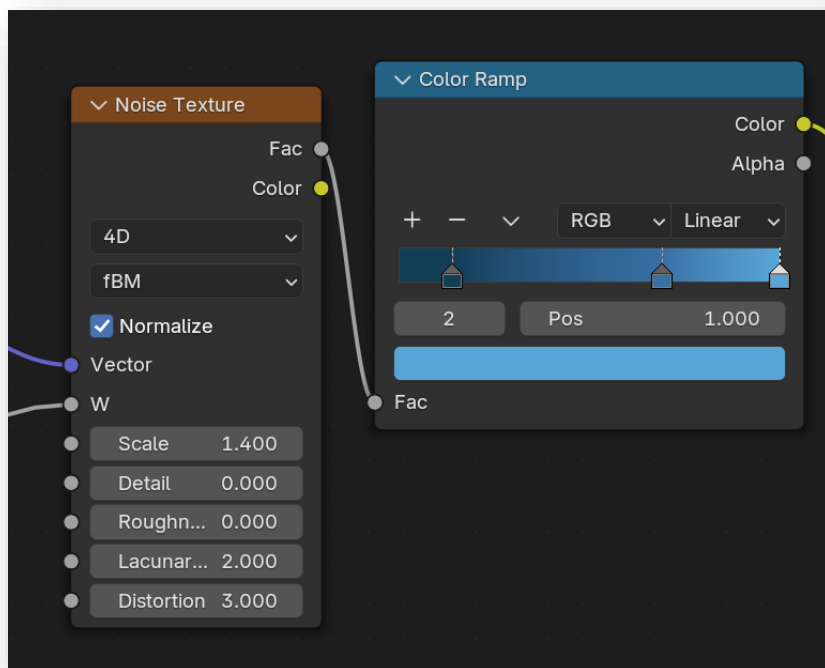 Noise Texture
Fac
Color
4D
fBM
Normalize
Vector
W
Scale 1.400
Detail 0.000
Roughn... 0.000
Lacunar... 2.000
Distortion 3.000
Color Ramp
Color
Alpha
RGB Linear
2 Pos 1.000
Fac